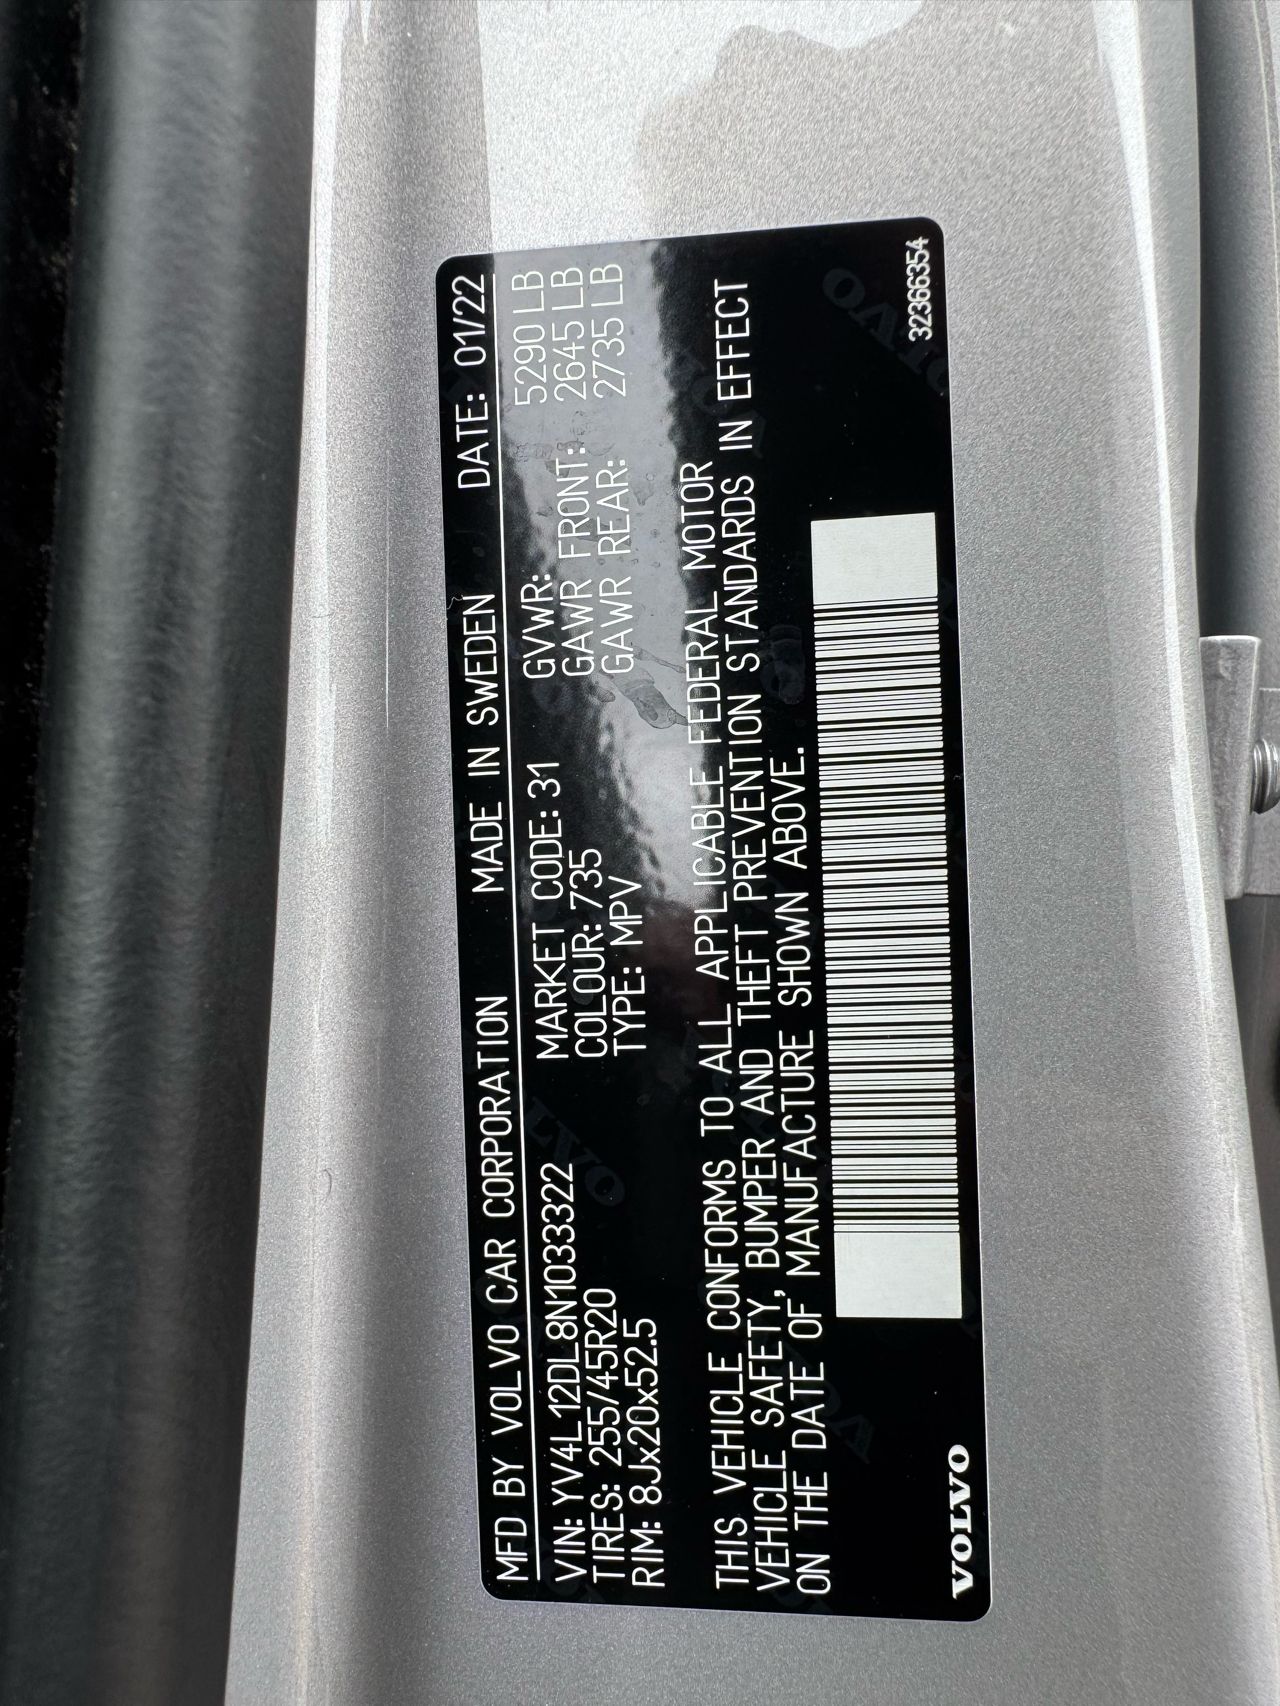 MFD BY VOLVO CAR CORPORATION MADE IN SWEDEN DATE: 01/22
VIN: YV4L12DL8N1033322 MARKET CODE: 31 GVWR: 5290 LB
TIRES: 255/45R20 COLOUR: 735 GAWR FRONT: 2645 LB
RIM: 8Jx20x52.5 TYPE: MPV GAWR REAR: 2735 LB
THIS VEHICLE CONFORMS TO ALL APPLICABLE FEDERAL MOTOR
VEHICLE SAFETY, BUMPER AND THEFT PREVENTION STANDARDS IN EFFECT
ON THE DATE OF MANUFACTURE SHOWN ABOVE.
VOLVO 32366354